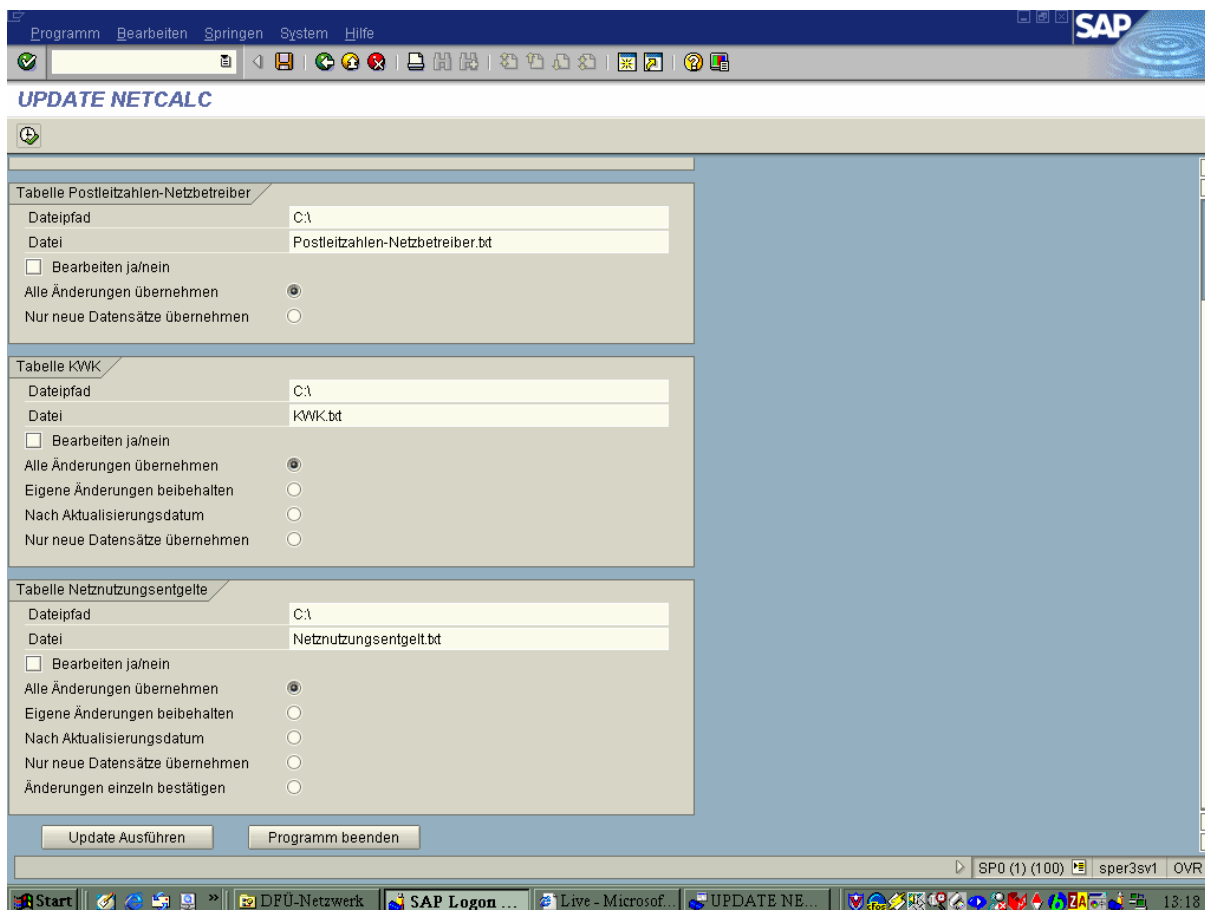 Programm Bearbeiten Springen System Hilfe
SAP
UPDATE NETCALC
Tabelle Postleitzahlen-Netzbetreiber
Dateipfad C:\
Datei Postleitzahlen-Netzbetreiber.txt
Bearbeiten ja/nein
Alle Änderungen übernehmen
Nur neue Datensätze übernehmen
Tabelle KWK
Dateipfad C:\
Datei KWK.txt
Bearbeiten ja/nein
Alle Änderungen übernehmen
Eigene Änderungen beibehalten
Nach Aktualisierungsdatum
Nur neue Datensätze übernehmen
Tabelle Netznutzungsentgelte
Dateipfad C:\
Datei Netznutzungsentgelt.txt
Bearbeiten ja/nein
Alle Änderungen übernehmen
Eigene Änderungen beibehalten
Nach Aktualisierungsdatum
Nur neue Datensätze übernehmen
Änderungen einzeln bestätigen
Update Ausführen Programm beenden
SP0 (1) (100) sper3sv1 OVR
Start » DFÜ-Netzwerk SAP Logon ... Live - Microsof... UPDATE NE... ZA 13:18